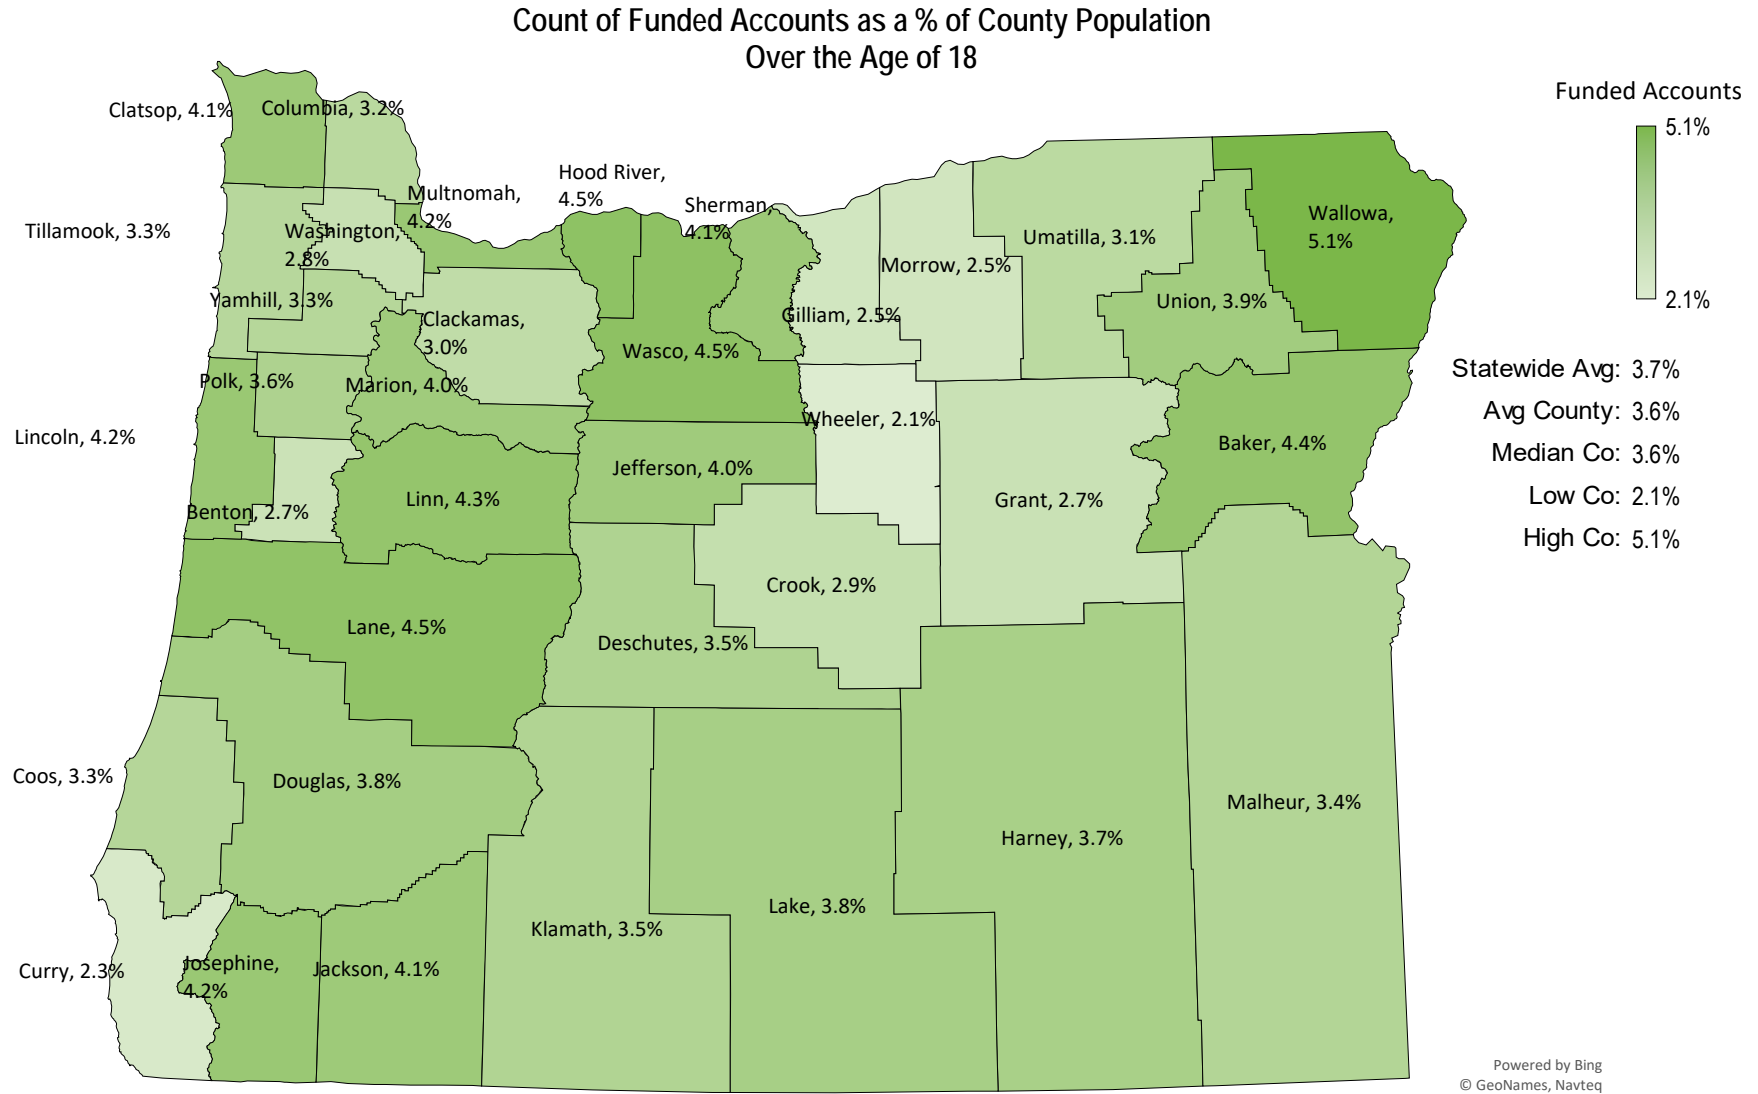 Count of Funded Accounts as a % of County Population
Over the Age of 18
Funded Accounts
5.1%
2.1%
Clatsop, 4.1%
Columbia, 3.2%
Hood River,
4.5%
Multnomah,
4.2%
Sherman,
4.1%
Wallowa,
5.1%
Tillamook, 3.3%
Washington,
2.8%
Umatilla, 3.1%
Morrow, 2.5%
Yamhill, 3.3%
Union, 3.9%
Gilliam, 2.5%
Clackamas,
3.0%
Wasco, 4.5%
Polk, 3.6%
Marion, 4.0%
Wheeler, 2.1%
Lincoln, 4.2%
Baker, 4.4%
Jefferson, 4.0%
Linn, 4.3%
Grant, 2.7%
Benton, 2.7%
Crook, 2.9%
Lane, 4.5%
Deschutes, 3.5%
Coos, 3.3%
Douglas, 3.8%
Malheur, 3.4%
Harney, 3.7%
Lake, 3.8%
Klamath, 3.5%
Curry, 2.3%
Josephine,
4.2%
Jackson, 4.1%
Statewide Avg: 3.7%
Avg County: 3.6%
Median Co: 3.6%
Low Co: 2.1%
High Co: 5.1%
Powered by Bing
© GeoNames, Navteq